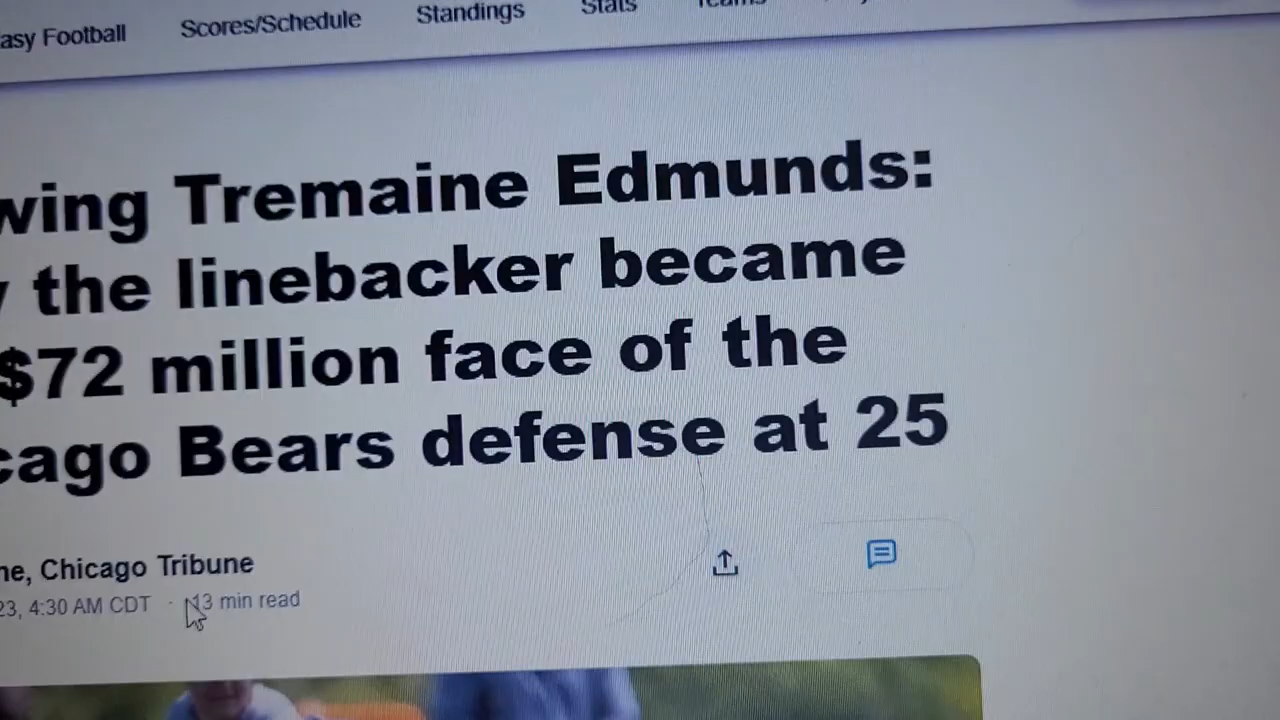 asy Football Scores/Schedule Standings Stats Teams
wing Tremaine Edmunds:
the linebacker became
$72 million face of the
cago Bears defense at 25
ne, Chicago Tribune
23, 4:30 AM CDT · 13 min read